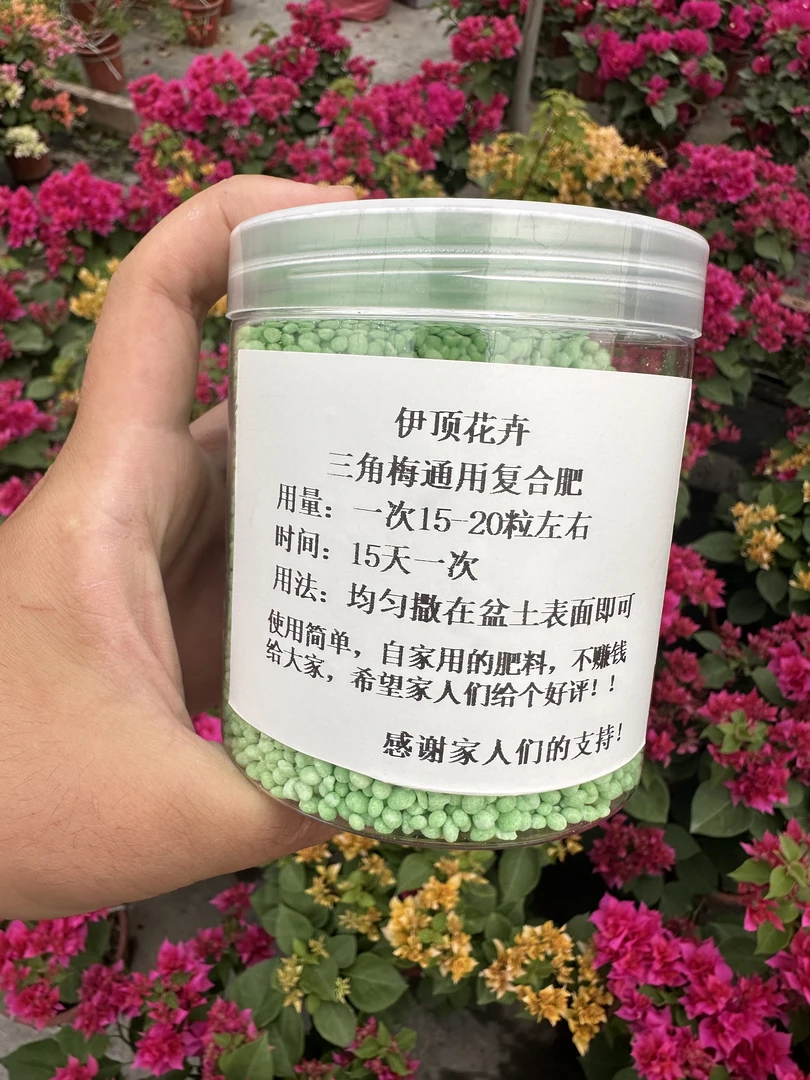 伊顶花卉
三角梅通用复合肥
用量：一次15-20粒左右
时间：15天一次
用法：均匀撒在盆土表面即可
使用简单，自家用的肥料，不赚钱
给大家，希望家人们给个好评！！
感谢家人们的支持！